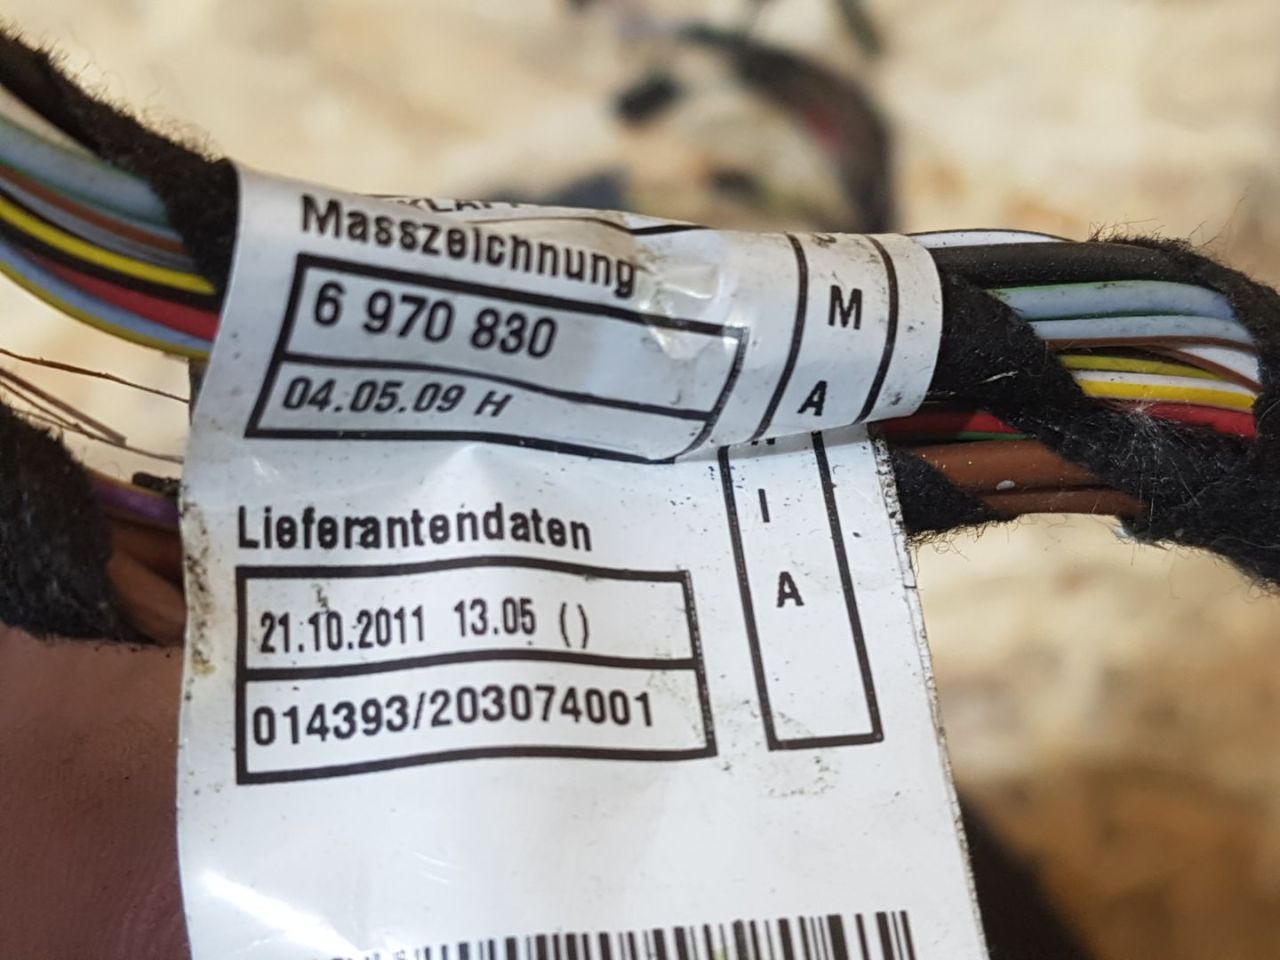 Masszeichnung
6 970 830
04.05.09 H
M
A
Lieferantendaten
21.10.2011 13.05 ()
014393/203074001
I
A